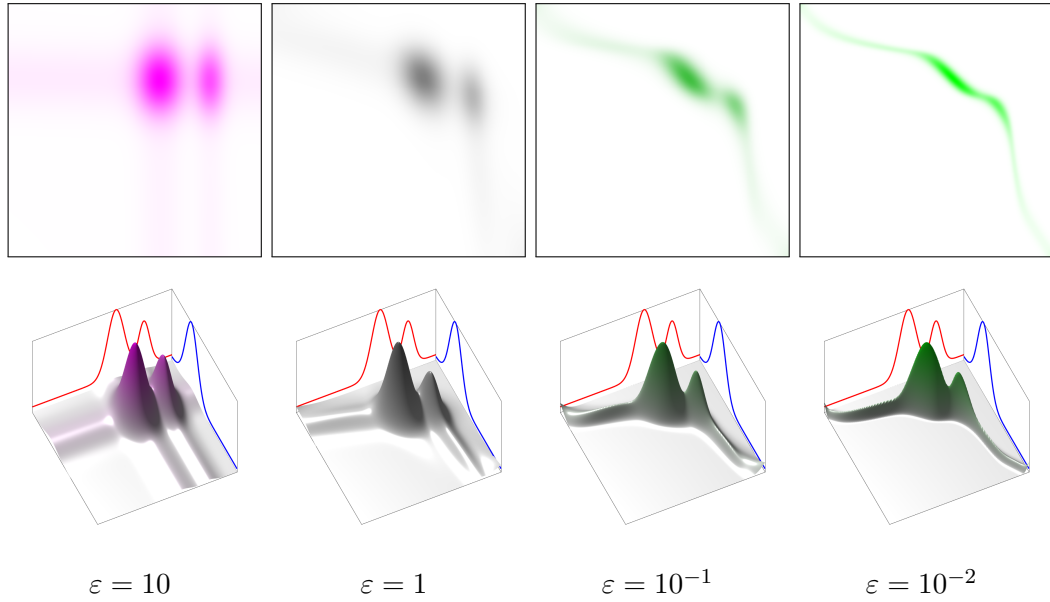 ε = 10 ε = 1 ε = 10⁻¹ ε = 10⁻²